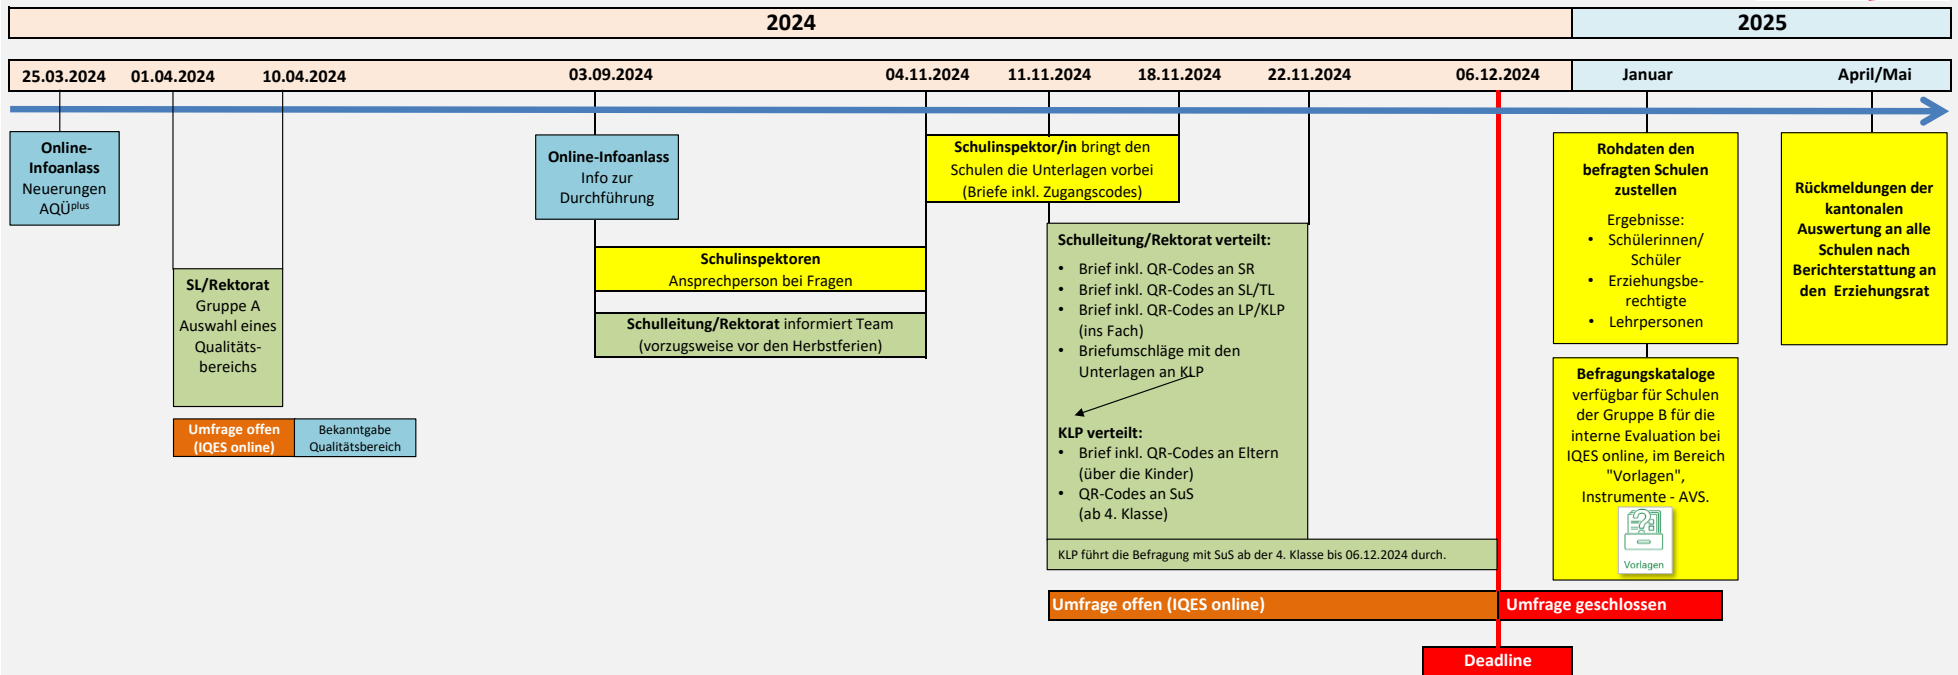 2024
2025
25.03.2024
01.04.2024
10.04.2024
03.09.2024
04.11.2024
11.11.2024
18.11.2024
22.11.2024
06.12.2024
Januar
April/Mai
Online-
Infoanlass
Neuerungen
AQÜplus
SL/Rektorat
Gruppe A
Auswahl eines
Qualitäts-
bereichs
Umfrage offen
(IQES online)
Bekanntgabe
Qualitätsbereich
Online-Infoanlass
Info zur
Durchführung
Schulinspektoren
Ansprechperson bei Fragen
Schulleitung/Rektorat informiert Team
(vorzugsweise vor den Herbstferien)
Schulinspektor/in bringt den
Schulen die Unterlagen vorbei
(Briefe inkl. Zugangscodes)
Schulleitung/Rektorat verteilt:
• Brief inkl. QR-Codes an SR
• Brief inkl. QR-Codes an SL/TL
• Brief inkl. QR-Codes an LP/KLP
(ins Fach)
• Briefumschläge mit den
Unterlagen an KLP
KLP verteilt:
• Brief inkl. QR-Codes an Eltern
(über die Kinder)
• QR-Codes an SuS
(ab 4. Klasse)
KLP führt die Befragung mit SuS ab der 4. Klasse bis 06.12.2024 durch.
Umfrage offen (IQES online)
Umfrage geschlossen
Deadline
Rohdaten den
befragten Schulen
zustellen
Ergebnisse:
• Schülerinnen/
Schüler
• Erziehungsbe-
rechtigte
• Lehrpersonen
Befragungskataloge
verfügbar für Schulen
der Gruppe B für die
interne Evaluation bei
IQES online, im Bereich
"Vorlagen",
Instrumente - AVS.
Vorlagen
Rückmeldungen der
kantonalen
Auswertung an alle
Schulen nach
Berichterstattung an
den Erziehungsrat